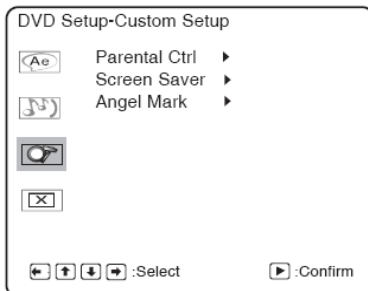 DVD Setup-Custom Setup
Ae
Parental Ctrl
Screen Saver
Angel Mark
:Select :Confirm